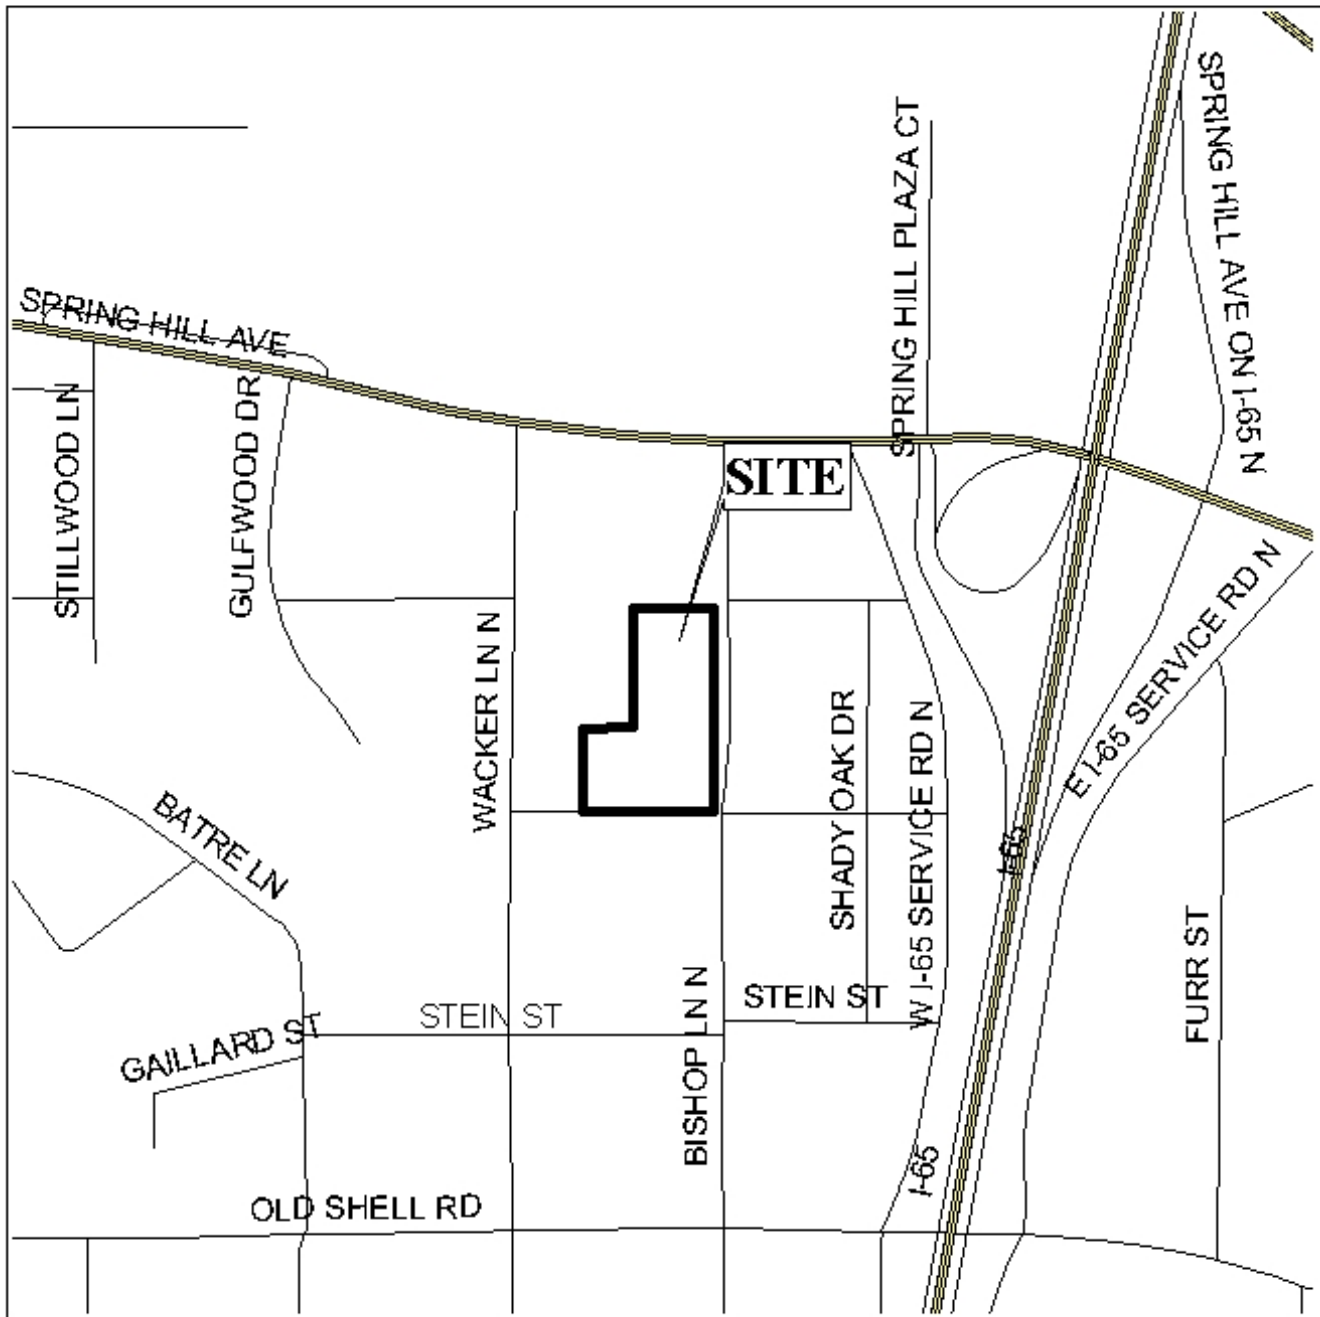 SPRING HILL AVE ON I-65 N
SPRING HILL PLAZA CT
SPRING HILL AVE
SITE
STILLWOOD LN
GULFWOOD DR
WACKER LN N
SHADY OAK DR
W I-65 SERVICE RD N
E I-65 SERVICE RD N
I-65
BATRE LN
FURR ST
STEIN ST
STEIN ST
BISHOP LN N
GAILLARD ST
I-65
OLD SHELL RD